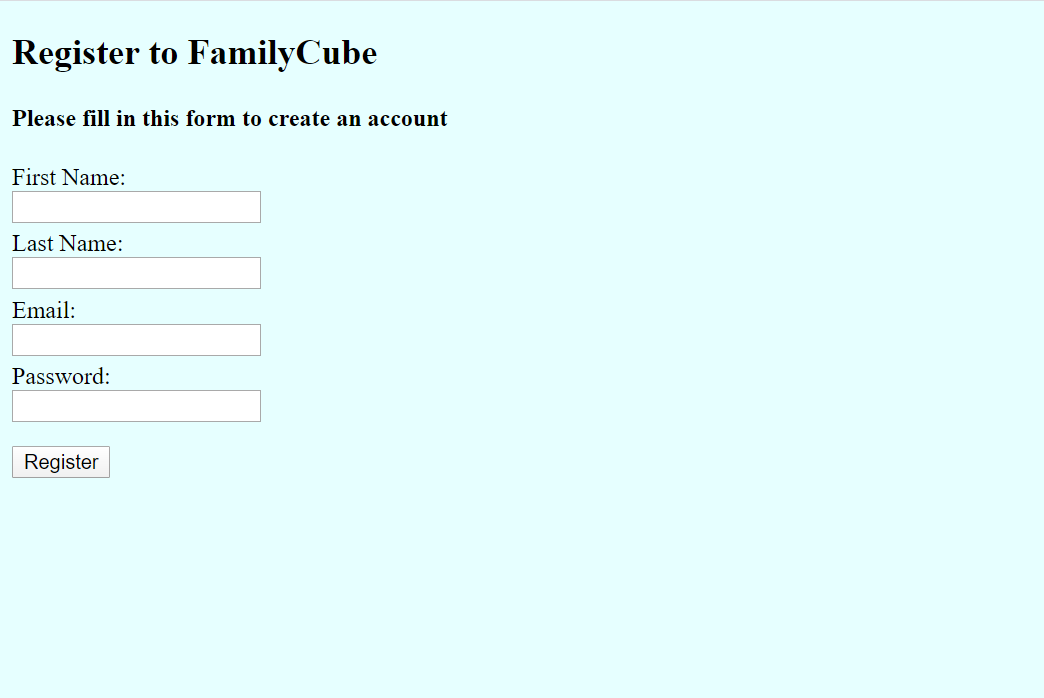 Register to FamilyCube
Please fill in this form to create an account
First Name:
Last Name:
Email:
Password:
Register